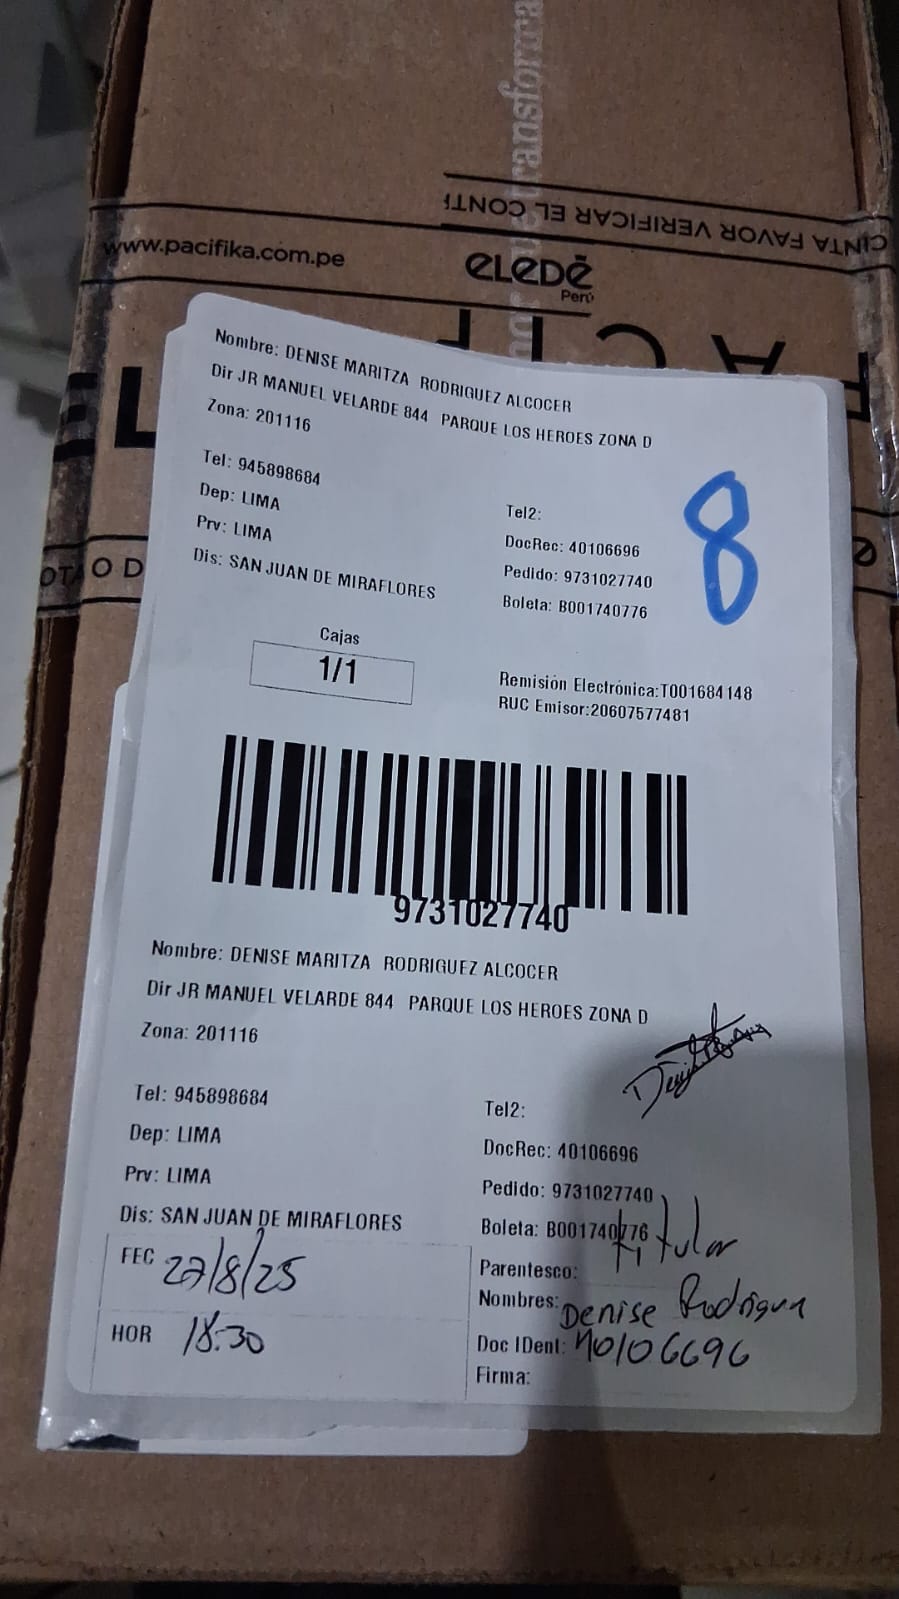 transforma
CINTA FAVOR VERIFICAR EL CONT
www.pacifika.com.pe
eLeDē
Perú
Nombre: DENISE MARITZA RODRIGUEZ ALCOCER
Dir JR MANUEL VELARDE 844 PARQUE LOS HEROES ZONA D
Zona: 201116
Tel: 945898684
Dep: LIMA
Prv: LIMA
Dis: SAN JUAN DE MIRAFLORES
8
Tel2:
DocRec: 40106696
Pedido: 9731027740
Boleta: B001740776
Cajas
1/1
Remisión Electrónica:T001684148
RUC Emisor:20607577481
9731027740
Nombre: DENISE MARITZA RODRIGUEZ ALCOCER
Dir JR MANUEL VELARDE 844 PARQUE LOS HEROES ZONA D
Zona: 201116
Tel: 945898684
Dep: LIMA
Prv: LIMA
Dis: SAN JUAN DE MIRAFLORES
FEC 27/8/25
HOR 18:30
Tel2:
DocRec: 40106696
Pedido: 9731027740
Boleta: B001740776
Parentesco: titular
Nombres: Denise Rodriguez
Doc IDent: 40106696
Firma: